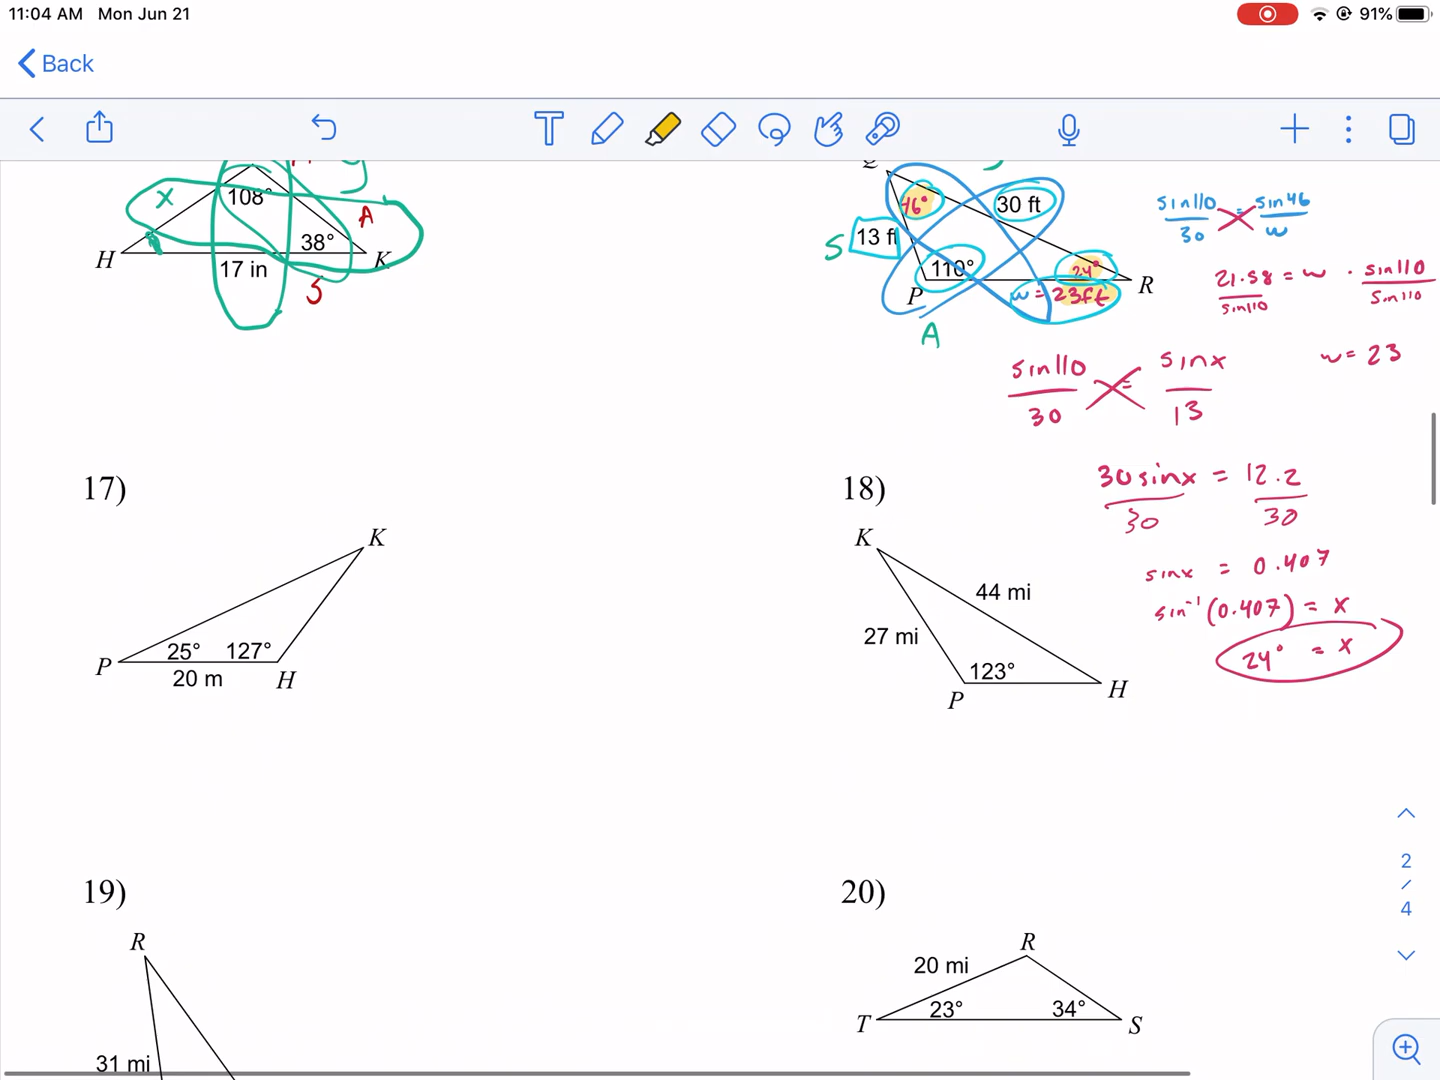 11:04 AM Mon Jun 21
91%
Back
X
108°
A
38°
H
17 in
K
S
46°
30 ft
S
13 ft
110°
24°
P
w = 23ft
R
A
sin110 = sin46
30 w
21.58 = w · sin110
sin110 sin110
w = 23
sin110 = sinx
30 13
30sinx = 12.2
30 30
sinx = 0.407
sin⁻¹(0.407) = x
24° = x
17)
K
P
25°
127°
20 m
H
18)
K
44 mi
27 mi
123°
P
H
19)
R
31 mi
20)
R
20 mi
T
23°
34°
S
2
/
4